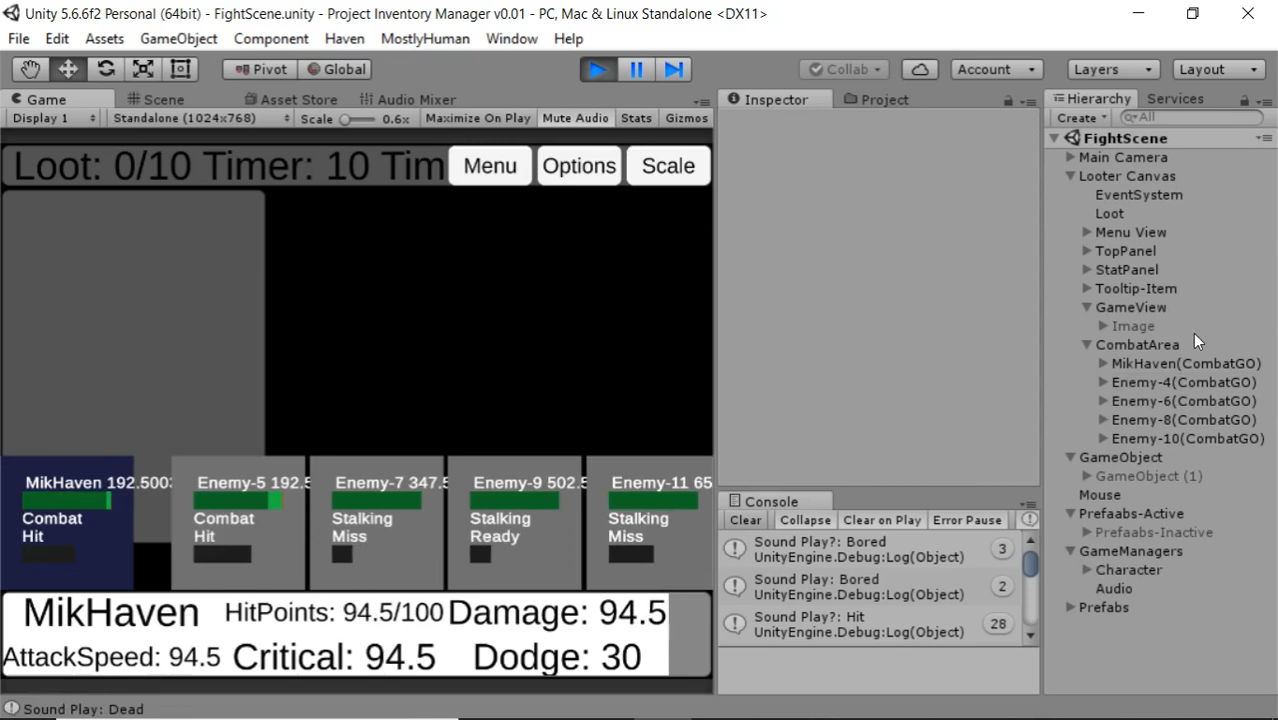 Unity 5.6.6f2 Personal (64bit) - FightScene.unity - Project Inventory Manager v0.01 - PC, Mac & Linux Standalone <DX11>
File Edit Assets GameObject Component Haven MostlyHuman Window Help
Pivot Global Collab Account Layers Layout
Game Scene Asset Store Audio Mixer
Display 1 Standalone (1024x768) Scale 0.6x Maximize On Play Mute Audio Stats Gizmos
Loot: 0/10 Timer: 10 Tim Menu Options Scale
MikHaven 192.500 Enemy-5 192.5 Enemy-7 347.5 Enemy-9 502.5 Enemy-11 65
Combat Combat Stalking Stalking Stalking
Hit Hit Miss Ready Miss
MikHaven HitPoints: 94.5/100 Damage: 94.5
AttackSpeed: 94.5 Critical: 94.5 Dodge: 30
Inspector Project
Console
Clear Collapse Clear on Play Error Pause
Sound Play?: Bored
UnityEngine.Debug:Log(Object) 3
Sound Play: Bored
UnityEngine.Debug:Log(Object) 2
Sound Play?: Hit
UnityEngine.Debug:Log(Object) 28
Hierarchy Services
Create All
FightScene
Main Camera
Looter Canvas
EventSystem
Loot
Menu View
TopPanel
StatPanel
Tooltip-Item
GameView
Image
CombatArea
MikHaven(CombatGO)
Enemy-4(CombatGO)
Enemy-6(CombatGO)
Enemy-8(CombatGO)
Enemy-10(CombatGO)
GameObject
GameObject (1)
Mouse
Prefaabs-Active
Prefaabs-Inactive
GameManagers
Character
Audio
Prefabs
Sound Play: Dead